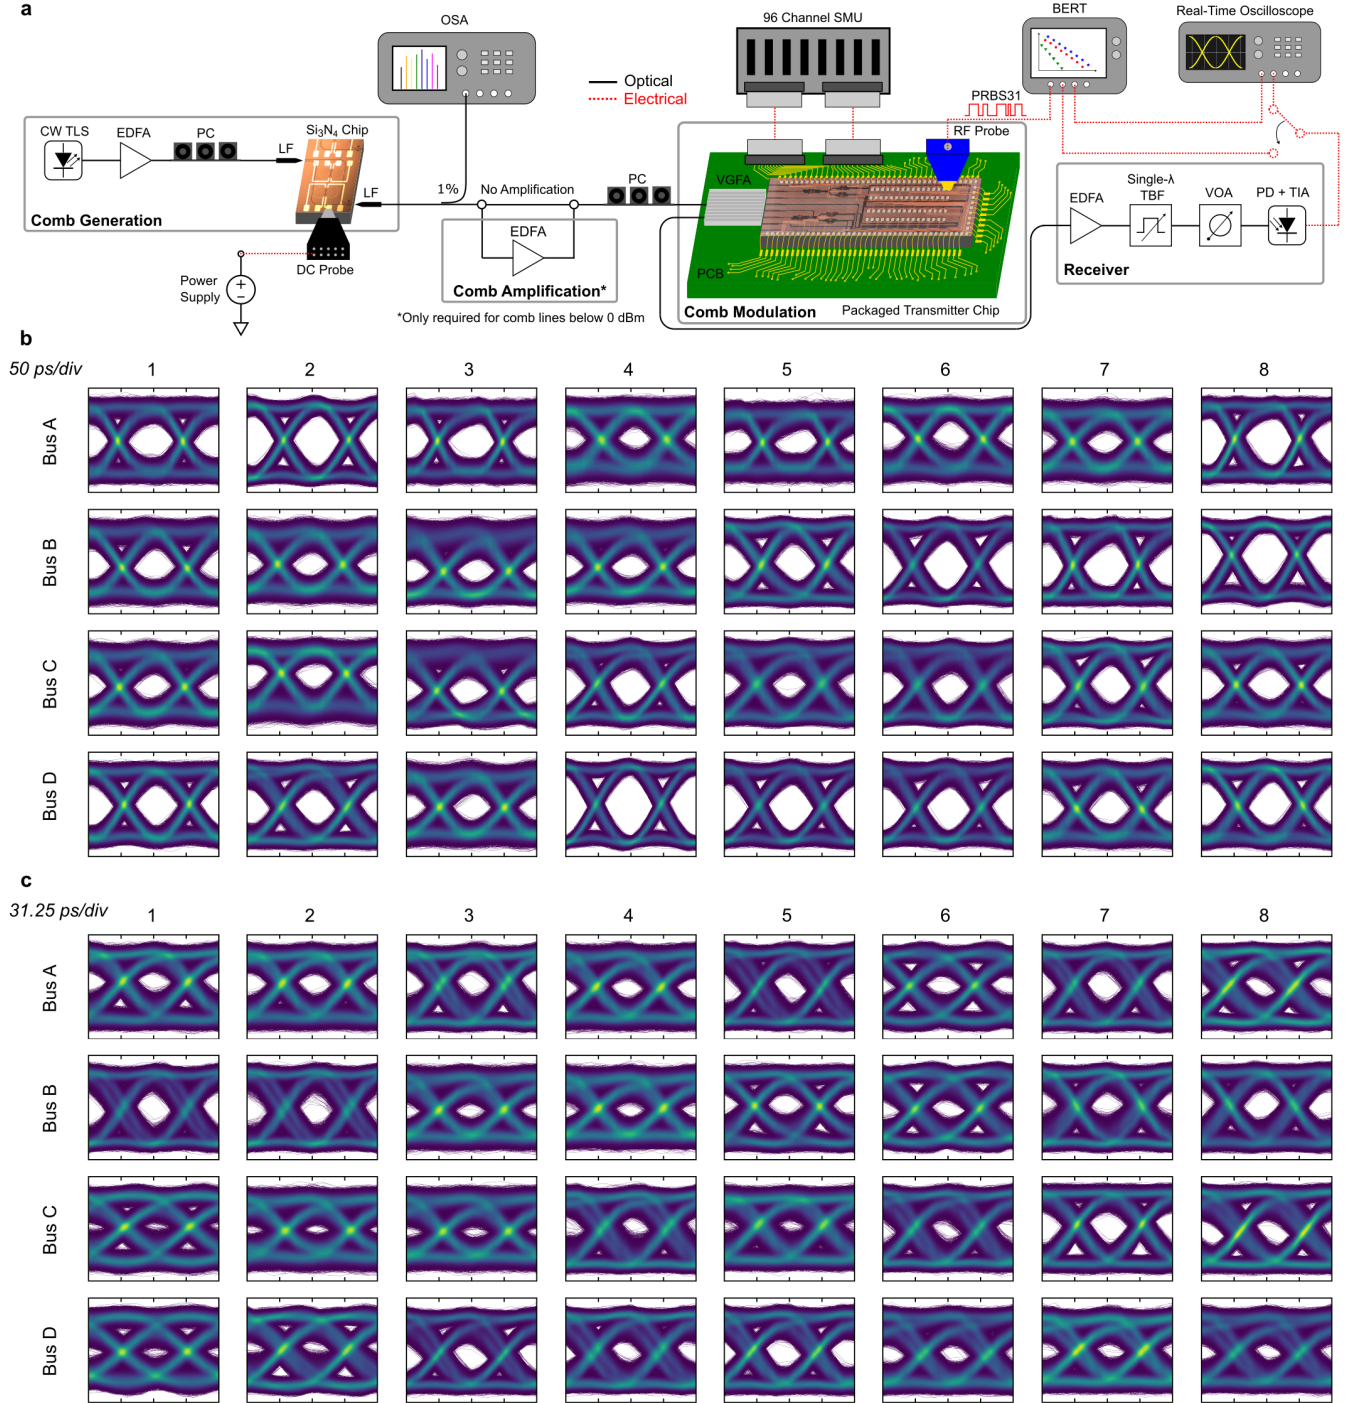 a
OSA
96 Channel SMU
BERT
Real-Time Oscilloscope
Optical
Electrical
PRBS31
CW TLS
EDFA
PC
Si3N4 Chip
LF
LF
1%
No Amplification
PC
RF Probe
VGFA
Single-λ
EDFA
TBF
VOA
PD + TIA
Comb Generation
EDFA
DC Probe
PCB
Receiver
Power
Supply
Comb Amplification*
Comb Modulation
Packaged Transmitter Chip
*Only required for comb lines below 0 dBm
b
50 ps/div
1 2 3 4 5 6 7 8
Bus A
Bus B
Bus C
Bus D
c
31.25 ps/div
1 2 3 4 5 6 7 8
Bus A
Bus B
Bus C
Bus D